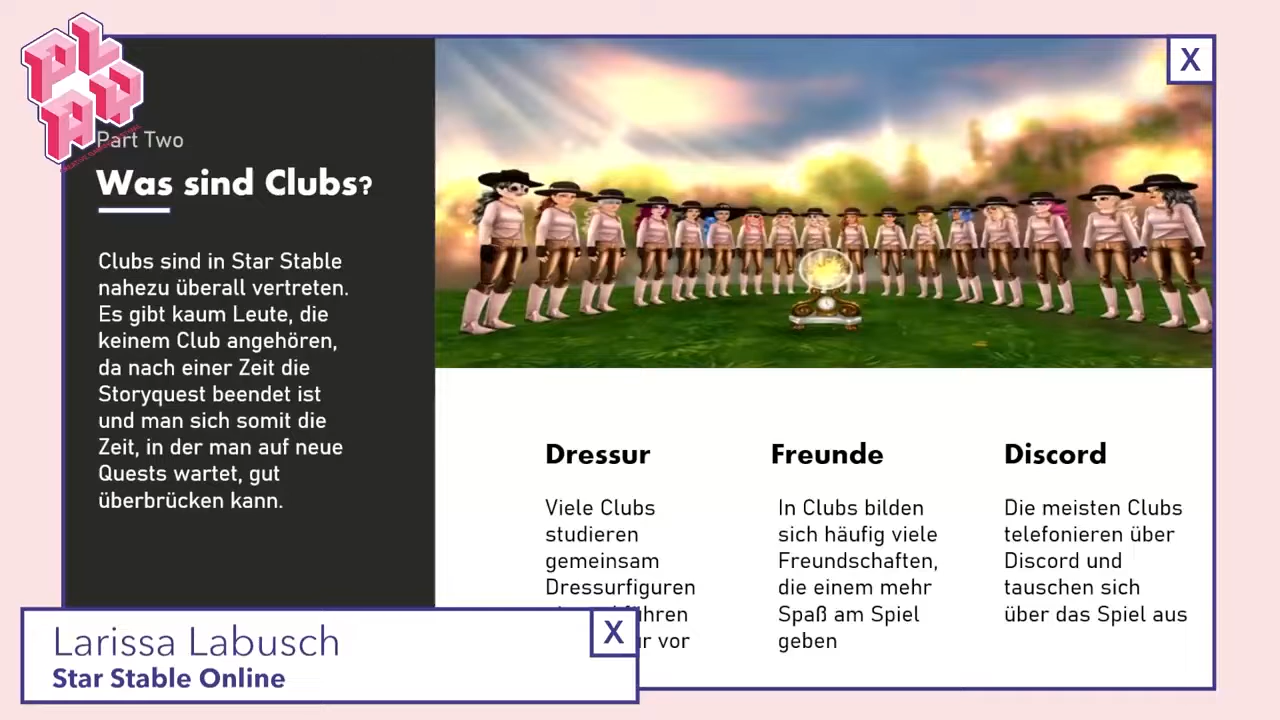 PLAY
Part Two
Was sind Clubs?
Clubs sind in Star Stable
nahezu überall vertreten.
Es gibt kaum Leute, die
keinem Club angehören,
da nach einer Zeit die
Storyquest beendet ist
und man sich somit die
Zeit, in der man auf neue
Quests wartet, gut
überbrücken kann.
X
Dressur
Viele Clubs
studieren
gemeinsam
Dressurfiguren
vor
Freunde
In Clubs bilden
sich häufig viele
Freundschaften,
die einem mehr
Spaß am Spiel
geben
Discord
Die meisten Clubs
telefonieren über
Discord und
tauschen sich
über das Spiel aus
X
Larissa Labusch
Star Stable Online